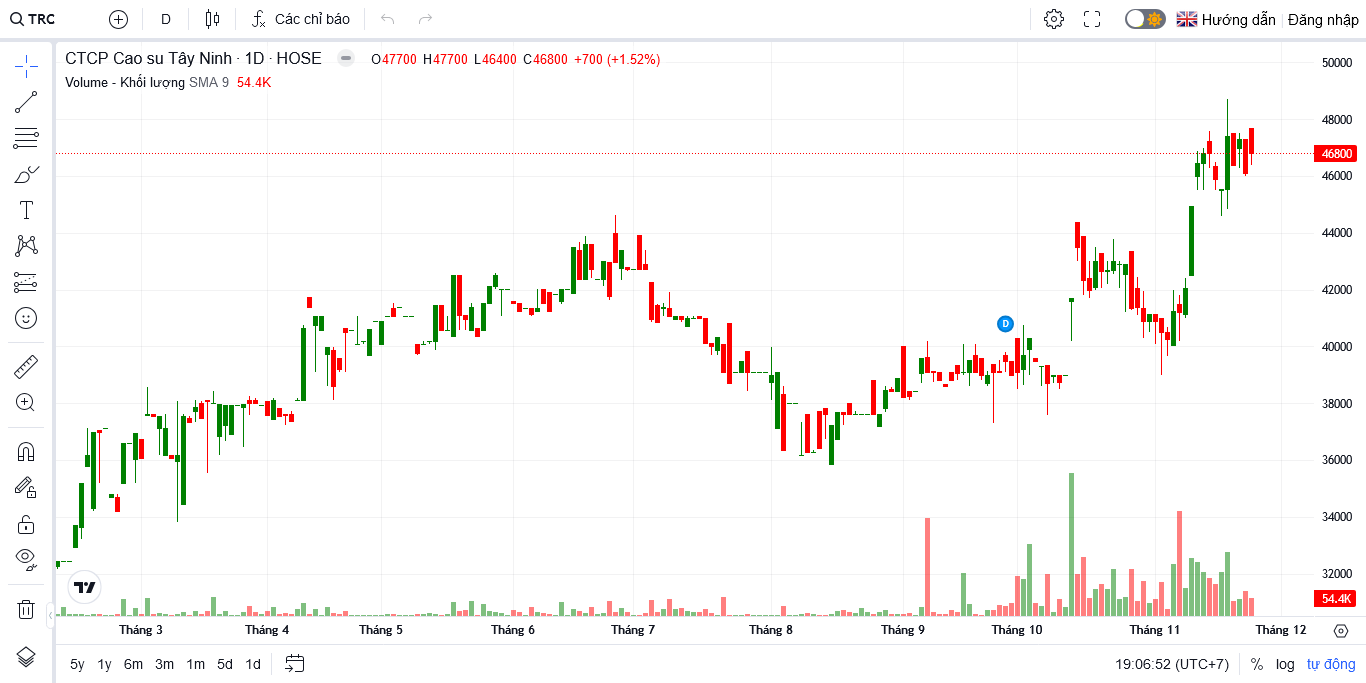 TRC D Các chỉ báo Hướng dẫn Đăng nhập
CTCP Cao su Tây Ninh · 1D · HOSE O47700 H47700 L46400 C46800 +700 (+1.52%)
Volume - Khối lượng SMA 9 54.4K
50000
48000
46800
46000
44000
42000
D
40000
38000
36000
34000
32000
54.4K
Tháng 3 Tháng 4 Tháng 5 Tháng 6 Tháng 7 Tháng 8 Tháng 9 Tháng 10 Tháng 11 Tháng 12
5y 1y 6m 3m 1m 5d 1d 19:06:52 (UTC+7) % log tự động